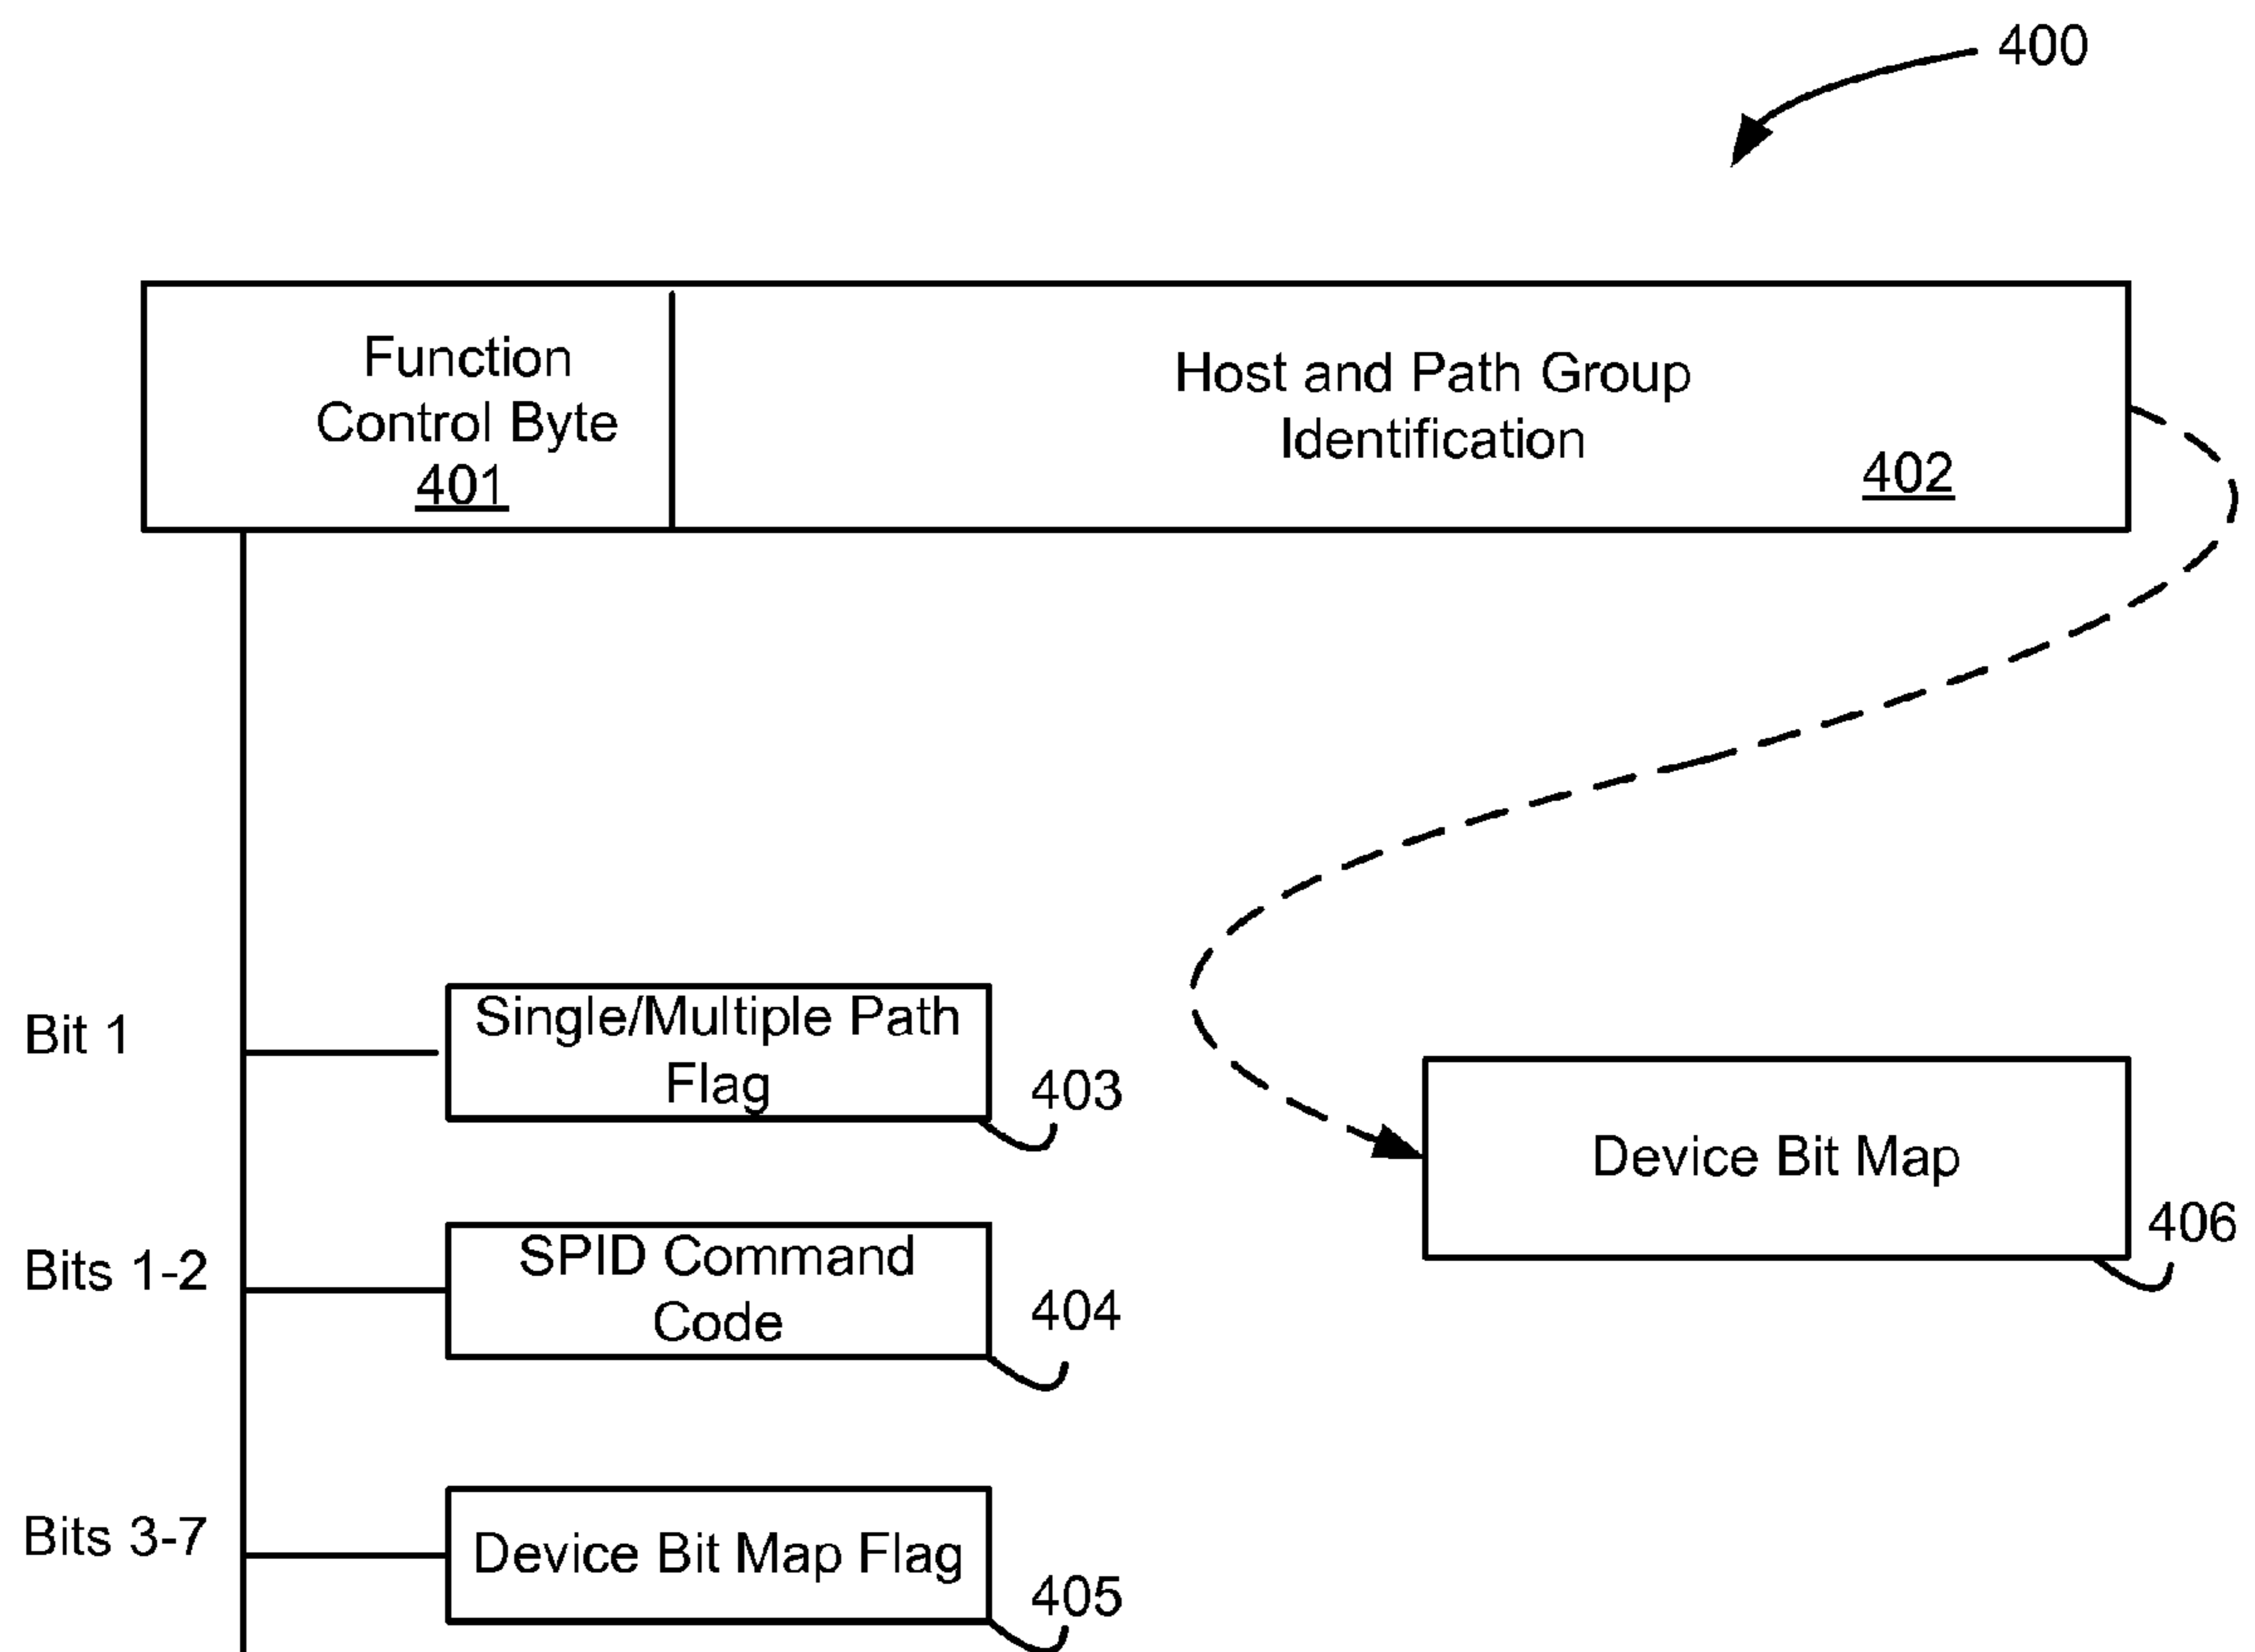 400
Function
Control Byte
401
Host and Path Group
Identification
402
Bit 1
Single/Multiple Path
Flag
403
Device Bit Map
406
Bits 1-2
SPID Command
Code
404
Bits 3-7
Device Bit Map Flag
405